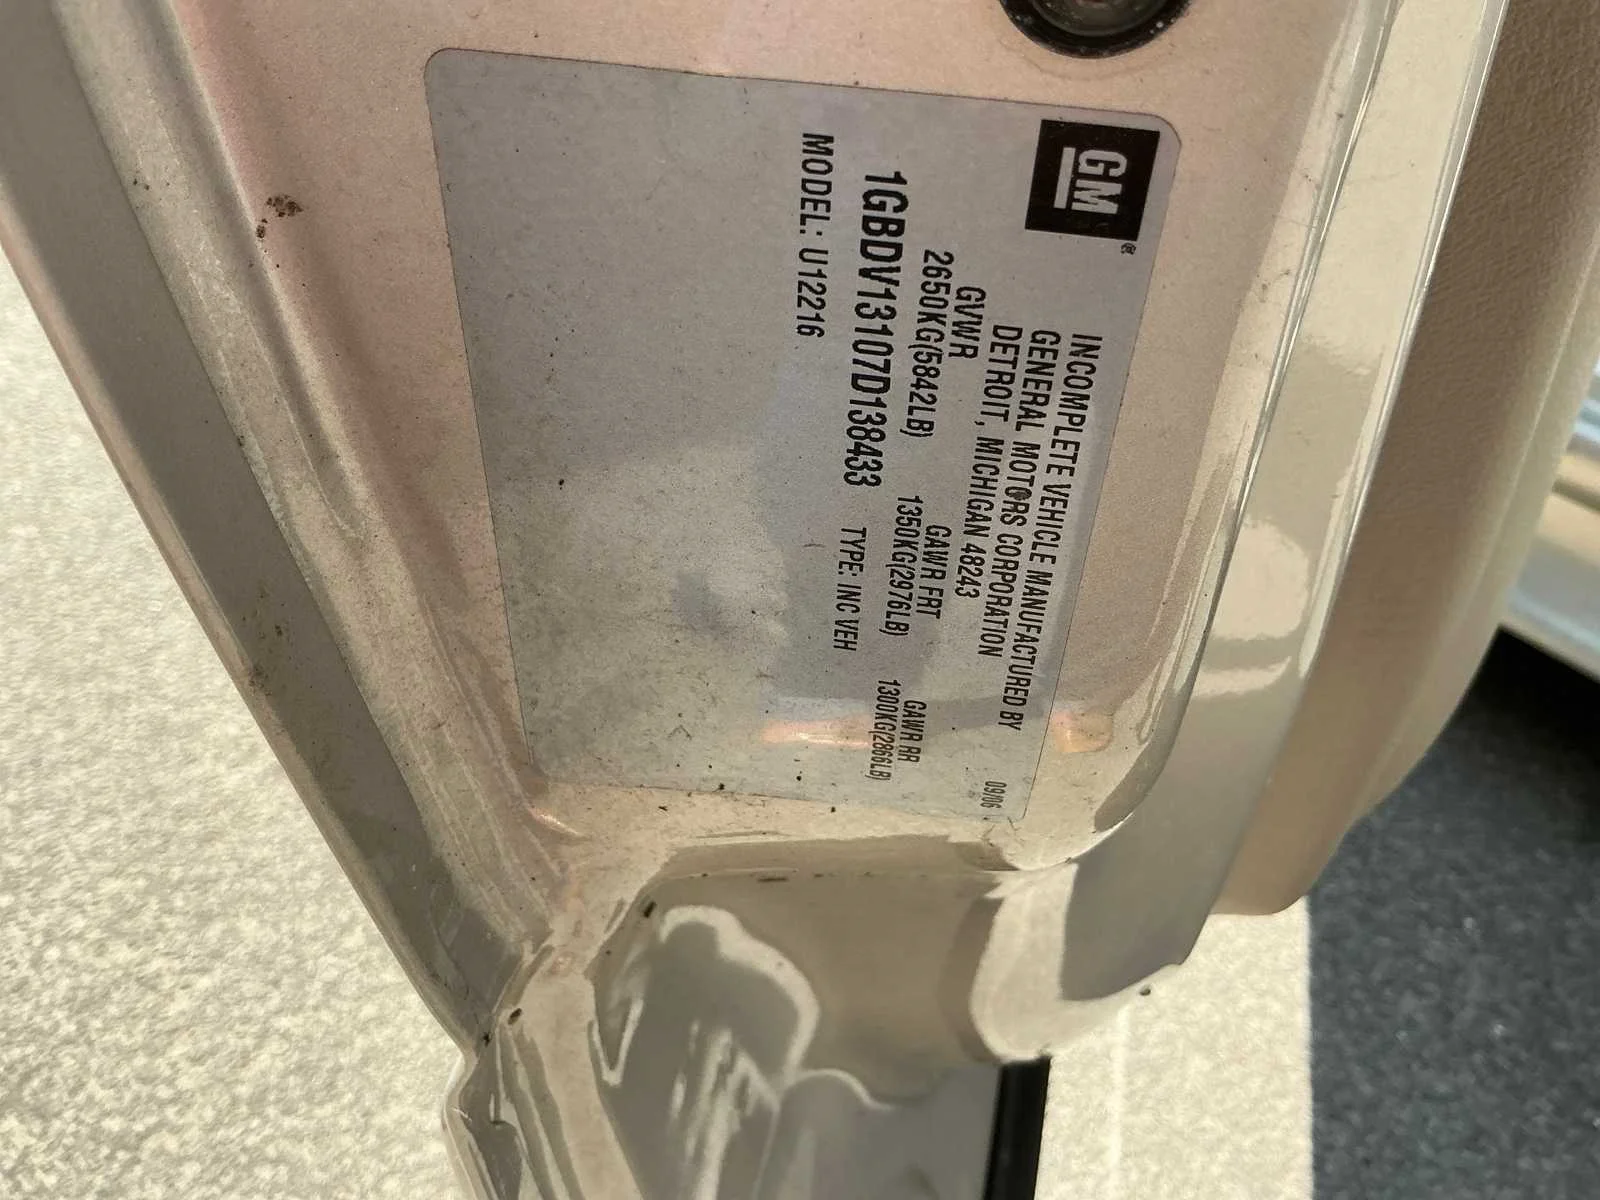 GM®
INCOMPLETE VEHICLE MANUFACTURED BY
GENERAL MOTORS CORPORATION
DETROIT, MICHIGAN 48243 09/06
GVWR GAWR FRT GAWR RR
2650KG(5842LB) 1350KG(2976LB) 1300KG(2866LB)
1GBDV13107D138433 TYPE: INC VEH
MODEL: U12216